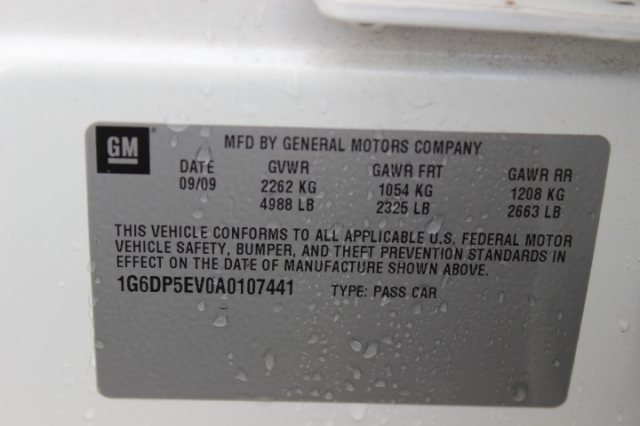 GM
MFD BY GENERAL MOTORS COMPANY
DATE GVWR GAWR FRT GAWR RR
09/09 2262 KG 1054 KG 1208 KG
4988 LB 2325 LB 2663 LB
THIS VEHICLE CONFORMS TO ALL APPLICABLE U.S. FEDERAL MOTOR
VEHICLE SAFETY, BUMPER, AND THEFT PREVENTION STANDARDS IN
EFFECT ON THE DATE OF MANUFACTURE SHOWN ABOVE.
1G6DP5EV0A0107441 TYPE: PASS CAR